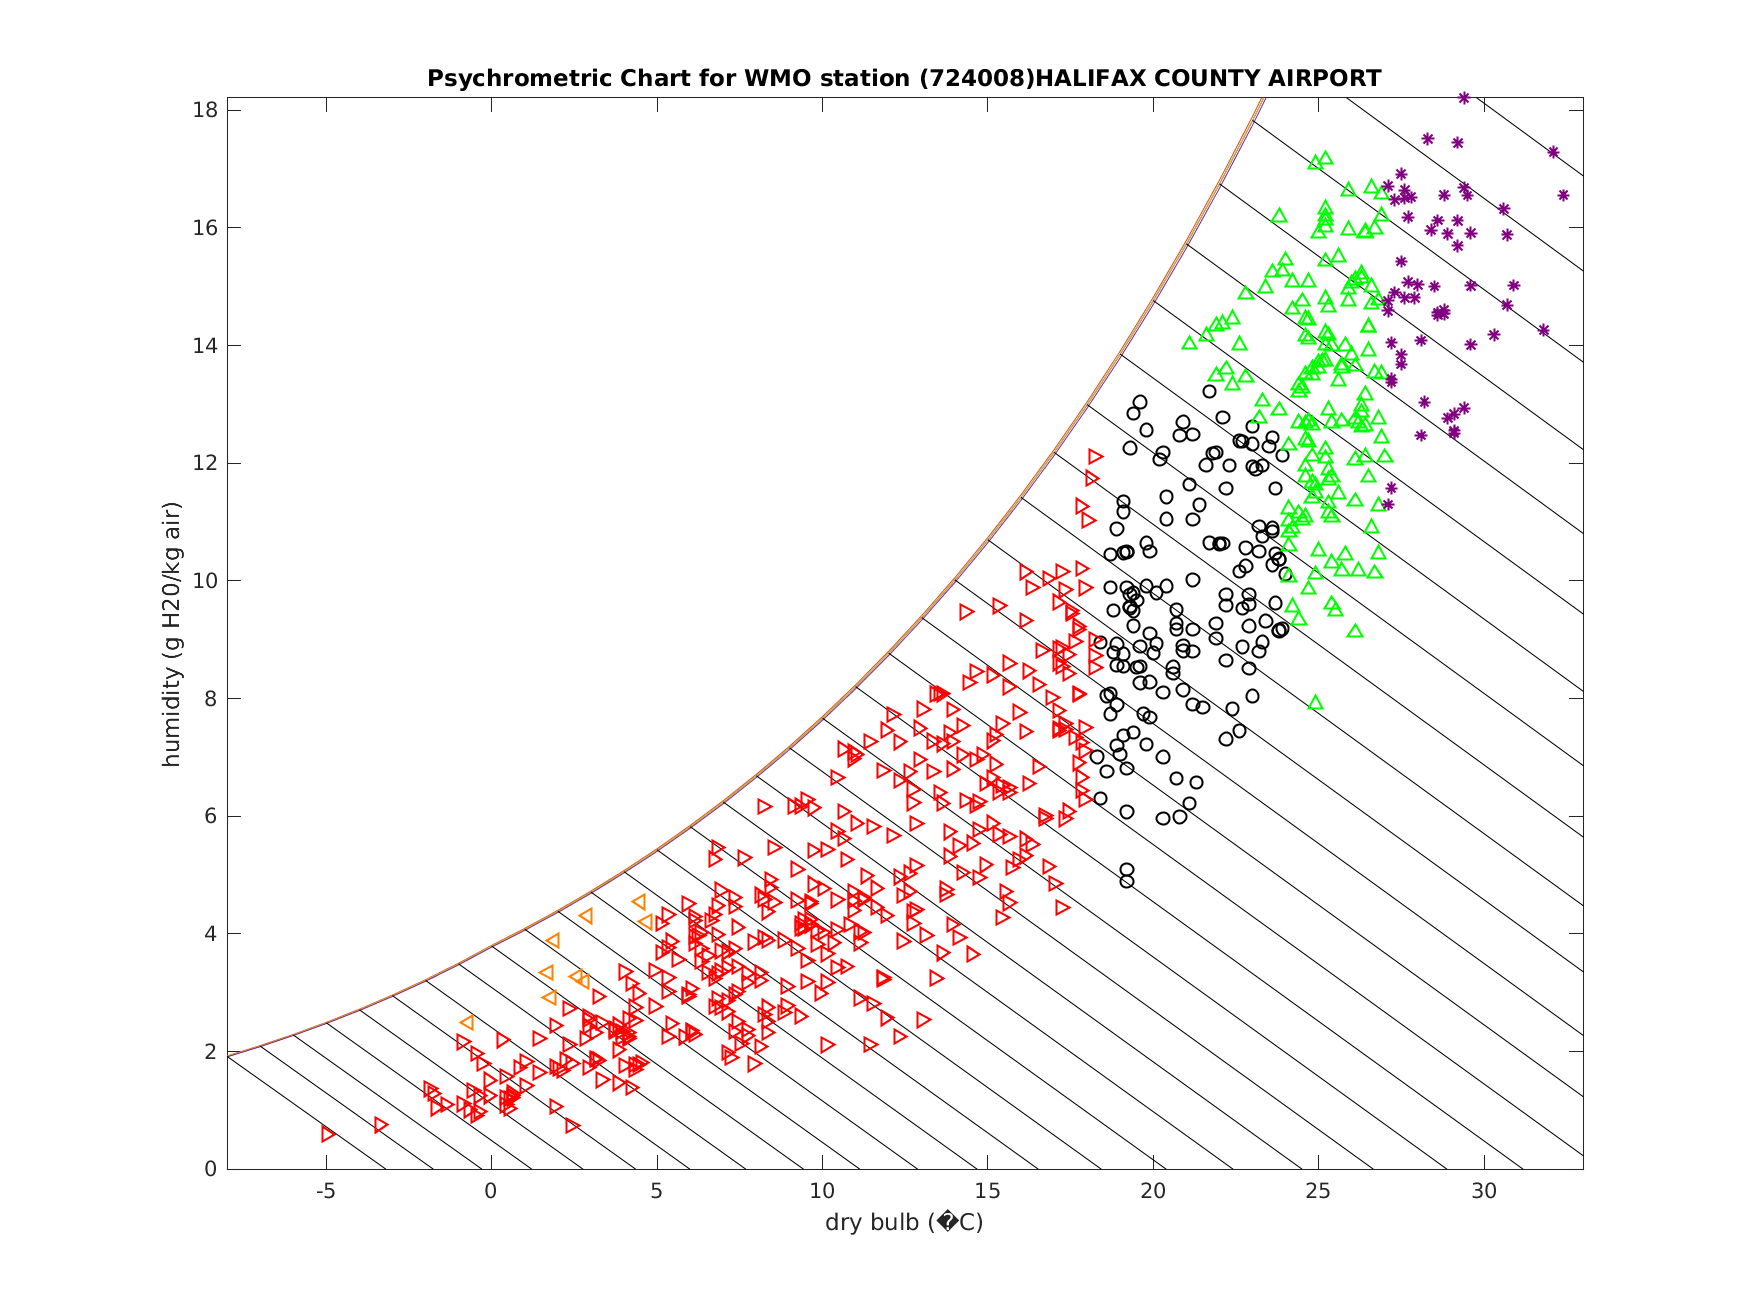 Psychrometric Chart for WMO station (724008)HALIFAX COUNTY AIRPORT
18
16
14
12
10
8
6
4
2
0
humidity (g H20/kg air)
-5 0 5 10 15 20 25 30
dry bulb (�C)